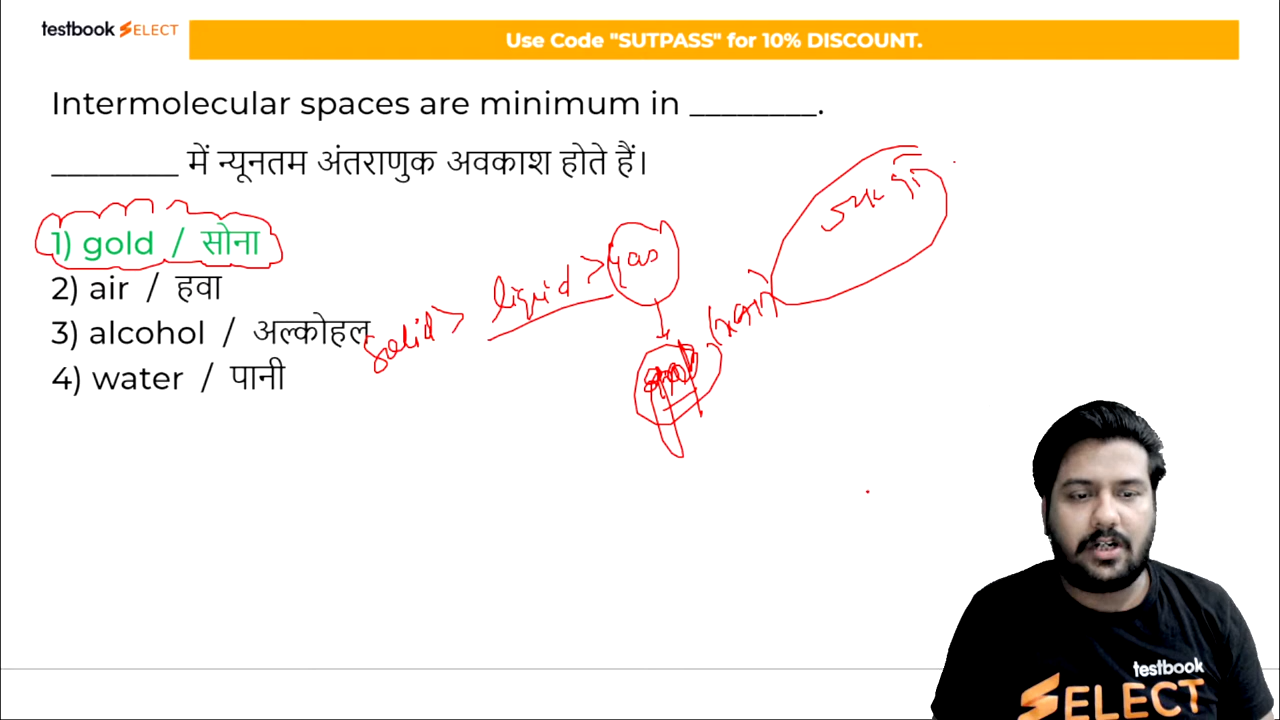 testbook SELECT
Use Code "SUTPASS" for 10% DISCOUNT.
Intermolecular spaces are minimum in ________.
________ में न्यूनतम अंतराणुक अवकाश होते हैं।
1) gold / सोना
2) air / हवा
3) alcohol / अल्कोहल
4) water / पानी
solid > liquid > gas
testbook
SELECT